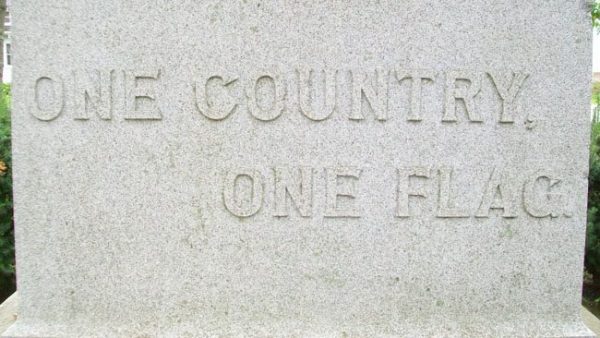 ONE COUNTRY,
ONE FLAG.